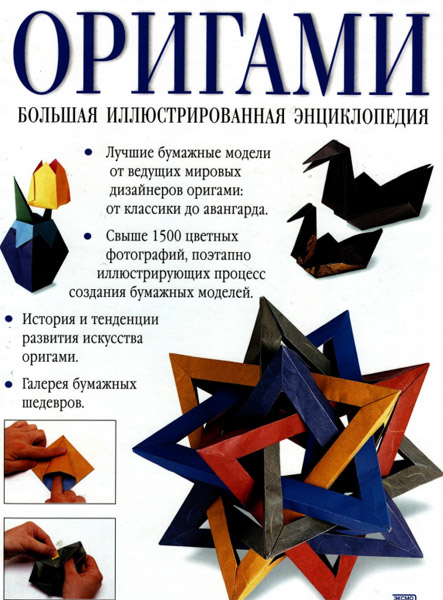 ОРИГАМИ
БОЛЬШАЯ ИЛЛЮСТРИРОВАННАЯ ЭНЦИКЛОПЕДИЯ
• Лучшие бумажные модели
от ведущих мировых
дизайнеров оригами:
от классики до авангарда.
• Свыше 1500 цветных
фотографий, поэтапно
иллюстрирующих процесс
создания бумажных моделей.
• История и тенденции
развития искусства
оригами.
• Галерея бумажных
шедевров.
ЭКСМО